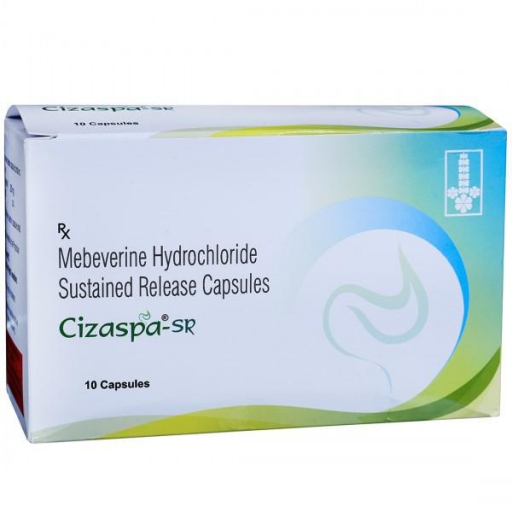 Cizaspa-SR
10 Capsules
Rx
Mebeverine Hydrochloride
Sustained Release Capsules
Cizaspa®-SR
10 Capsules